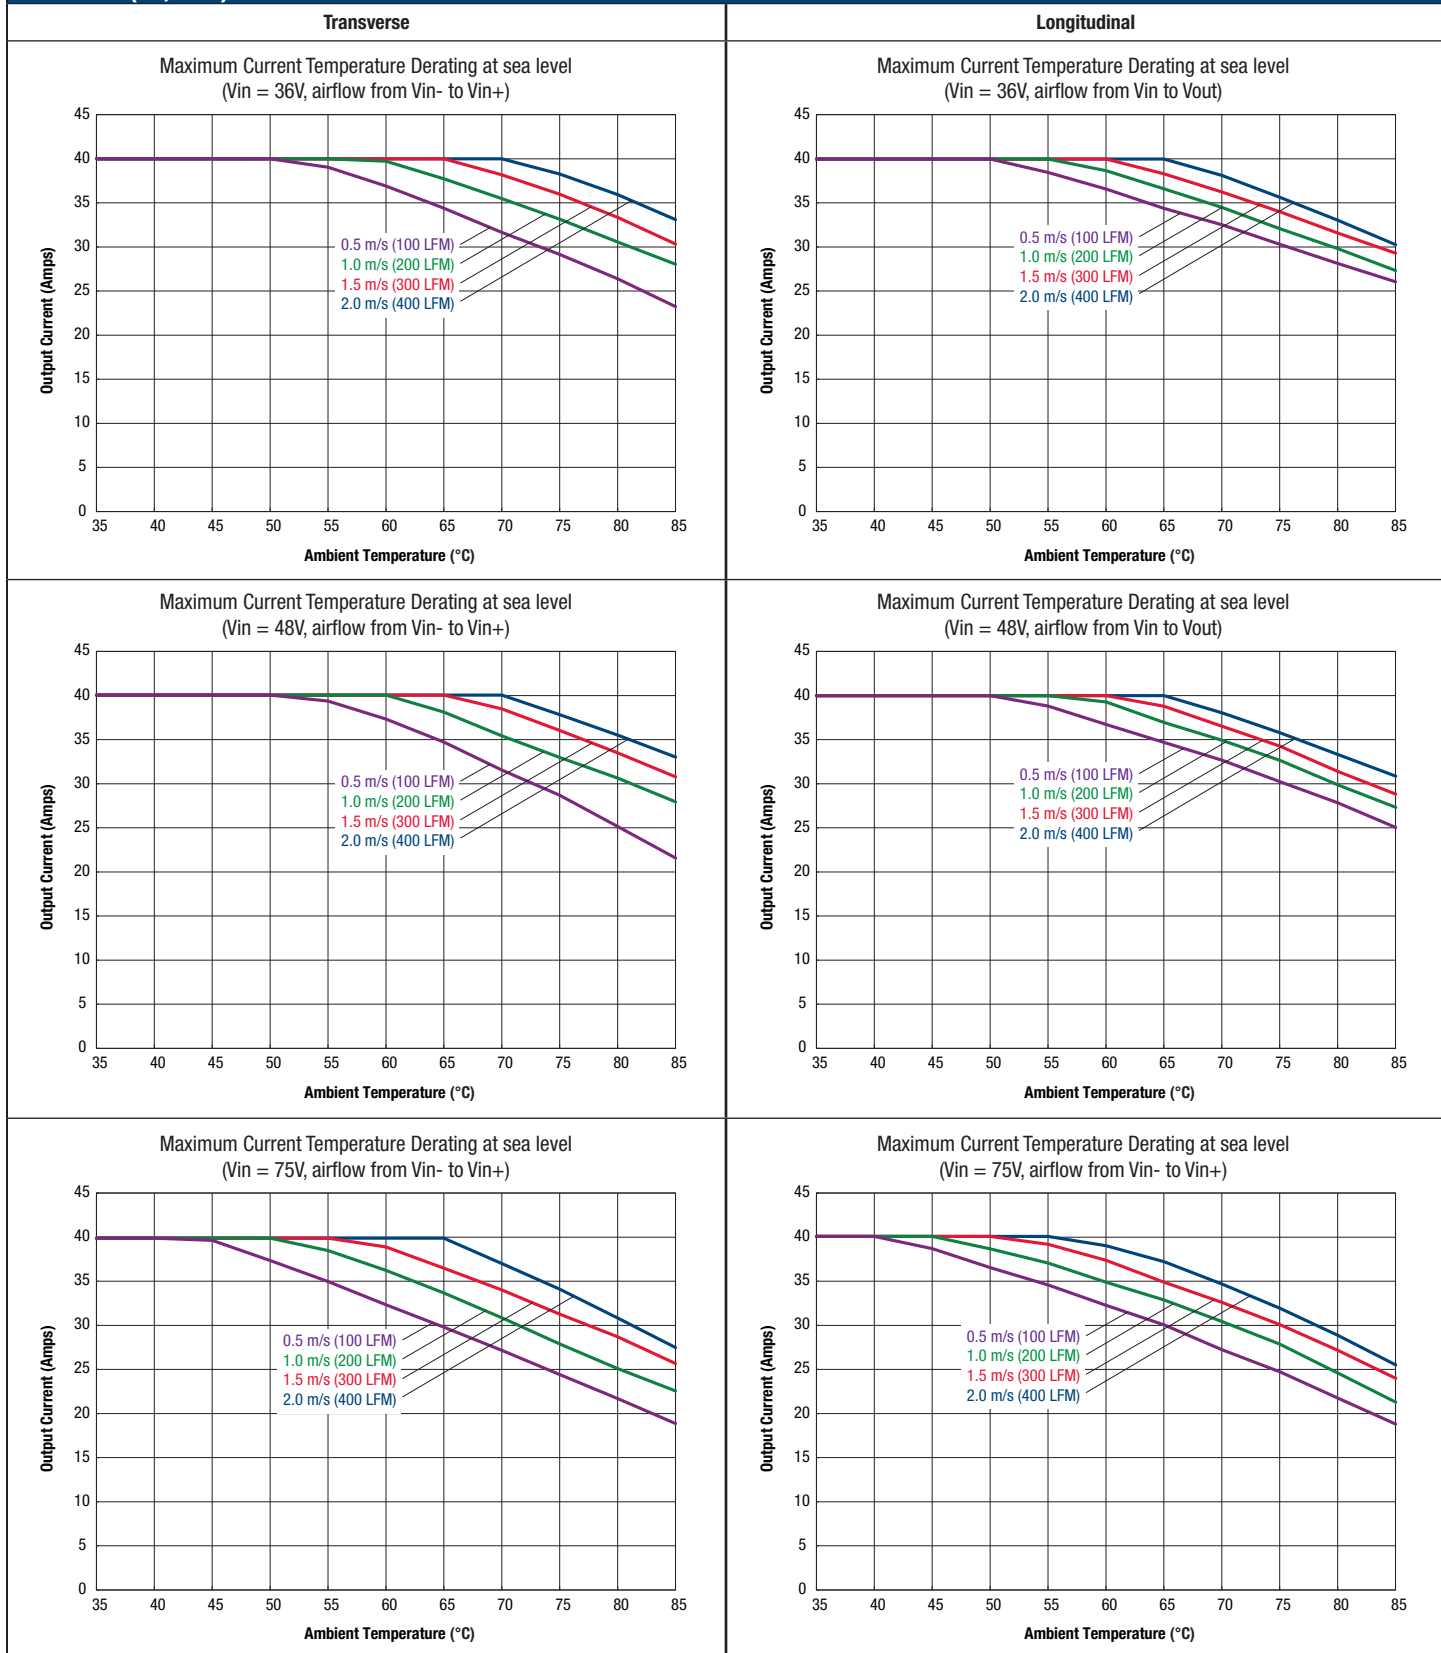 Transverse
Longitudinal
Maximum Current Temperature Derating at sea level
(Vin = 36V, airflow from Vin- to Vin+)
45
40
35
30
25
20
15
10
5
0
Output Current (Amps)
0.5 m/s (100 LFM)
1.0 m/s (200 LFM)
1.5 m/s (300 LFM)
2.0 m/s (400 LFM)
35 40 45 50 55 60 65 70 75 80 85
Ambient Temperature (°C)
Maximum Current Temperature Derating at sea level
(Vin = 36V, airflow from Vin to Vout)
45
40
35
30
25
20
15
10
5
0
Output Current (Amps)
0.5 m/s (100 LFM)
1.0 m/s (200 LFM)
1.5 m/s (300 LFM)
2.0 m/s (400 LFM)
35 40 45 50 55 60 65 70 75 80 85
Ambient Temperature (°C)
Maximum Current Temperature Derating at sea level
(Vin = 48V, airflow from Vin- to Vin+)
45
40
35
30
25
20
15
10
5
0
Output Current (Amps)
0.5 m/s (100 LFM)
1.0 m/s (200 LFM)
1.5 m/s (300 LFM)
2.0 m/s (400 LFM)
35 40 45 50 55 60 65 70 75 80 85
Ambient Temperature (°C)
Maximum Current Temperature Derating at sea level
(Vin = 48V, airflow from Vin to Vout)
45
40
35
30
25
20
15
10
5
0
Output Current (Amps)
0.5 m/s (100 LFM)
1.0 m/s (200 LFM)
1.5 m/s (300 LFM)
2.0 m/s (400 LFM)
35 40 45 50 55 60 65 70 75 80 85
Ambient Temperature (°C)
Maximum Current Temperature Derating at sea level
(Vin = 75V, airflow from Vin- to Vin+)
45
40
35
30
25
20
15
10
5
0
Output Current (Amps)
0.5 m/s (100 LFM)
1.0 m/s (200 LFM)
1.5 m/s (300 LFM)
2.0 m/s (400 LFM)
35 40 45 50 55 60 65 70 75 80 85
Ambient Temperature (°C)
Maximum Current Temperature Derating at sea level
(Vin = 75V, airflow from Vin- to Vin+)
45
40
35
30
25
20
15
10
5
0
Output Current (Amps)
0.5 m/s (100 LFM)
1.0 m/s (200 LFM)
1.5 m/s (300 LFM)
2.0 m/s (400 LFM)
35 40 45 50 55 60 65 70 75 80 85
Ambient Temperature (°C)